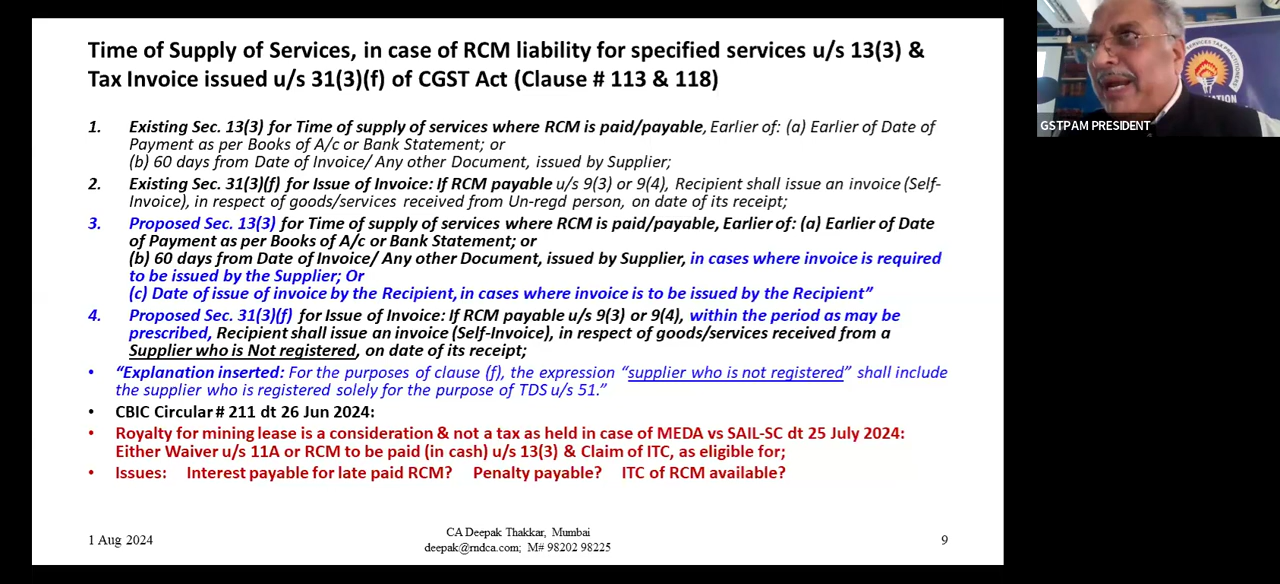 Time of Supply of Services, in case of RCM liability for specified services u/s 13(3) &
Tax Invoice issued u/s 31(3)(f) of CGST Act (Clause # 113 & 118)
1. Existing Sec. 13(3) for Time of supply of services where RCM is paid/payable, Earlier of: (a) Earlier of Date of
Payment as per Books of A/c or Bank Statement; or
(b) 60 days from Date of Invoice/ Any other Document, issued by Supplier;
2. Existing Sec. 31(3)(f) for Issue of Invoice: If RCM payable u/s 9(3) or 9(4), Recipient shall issue an invoice (Self-
Invoice), in respect of goods/services received from Un-regd person, on date of its receipt;
3. Proposed Sec. 13(3) for Time of supply of services where RCM is paid/payable, Earlier of: (a) Earlier of Date
of Payment as per Books of A/c or Bank Statement; or
(b) 60 days from Date of Invoice/ Any other Document, issued by Supplier, in cases where invoice is required
to be issued by the Supplier; Or
(c) Date of issue of invoice by the Recipient, in cases where invoice is to be issued by the Recipient”
4. Proposed Sec. 31(3)(f) for Issue of Invoice: If RCM payable u/s 9(3) or 9(4), within the period as may be
prescribed, Recipient shall issue an invoice (Self-Invoice), in respect of goods/services received from a
Supplier who is Not registered, on date of its receipt;
• “Explanation inserted: For the purposes of clause (f), the expression “supplier who is not registered” shall include
the supplier who is registered solely for the purpose of TDS u/s 51.”
• CBIC Circular # 211 dt 26 Jun 2024:
• Royalty for mining lease is a consideration & not a tax as held in case of MEDA vs SAIL-SC dt 25 July 2024:
Either Waiver u/s 11A or RCM to be paid (in cash) u/s 13(3) & Claim of ITC, as eligible for;
• Issues: Interest payable for late paid RCM? Penalty payable? ITC of RCM available?
1 Aug 2024
CA Deepak Thakkar, Mumbai
deepak@rndca.com; M# 98202 98225
9
GSTPAM PRESIDENT